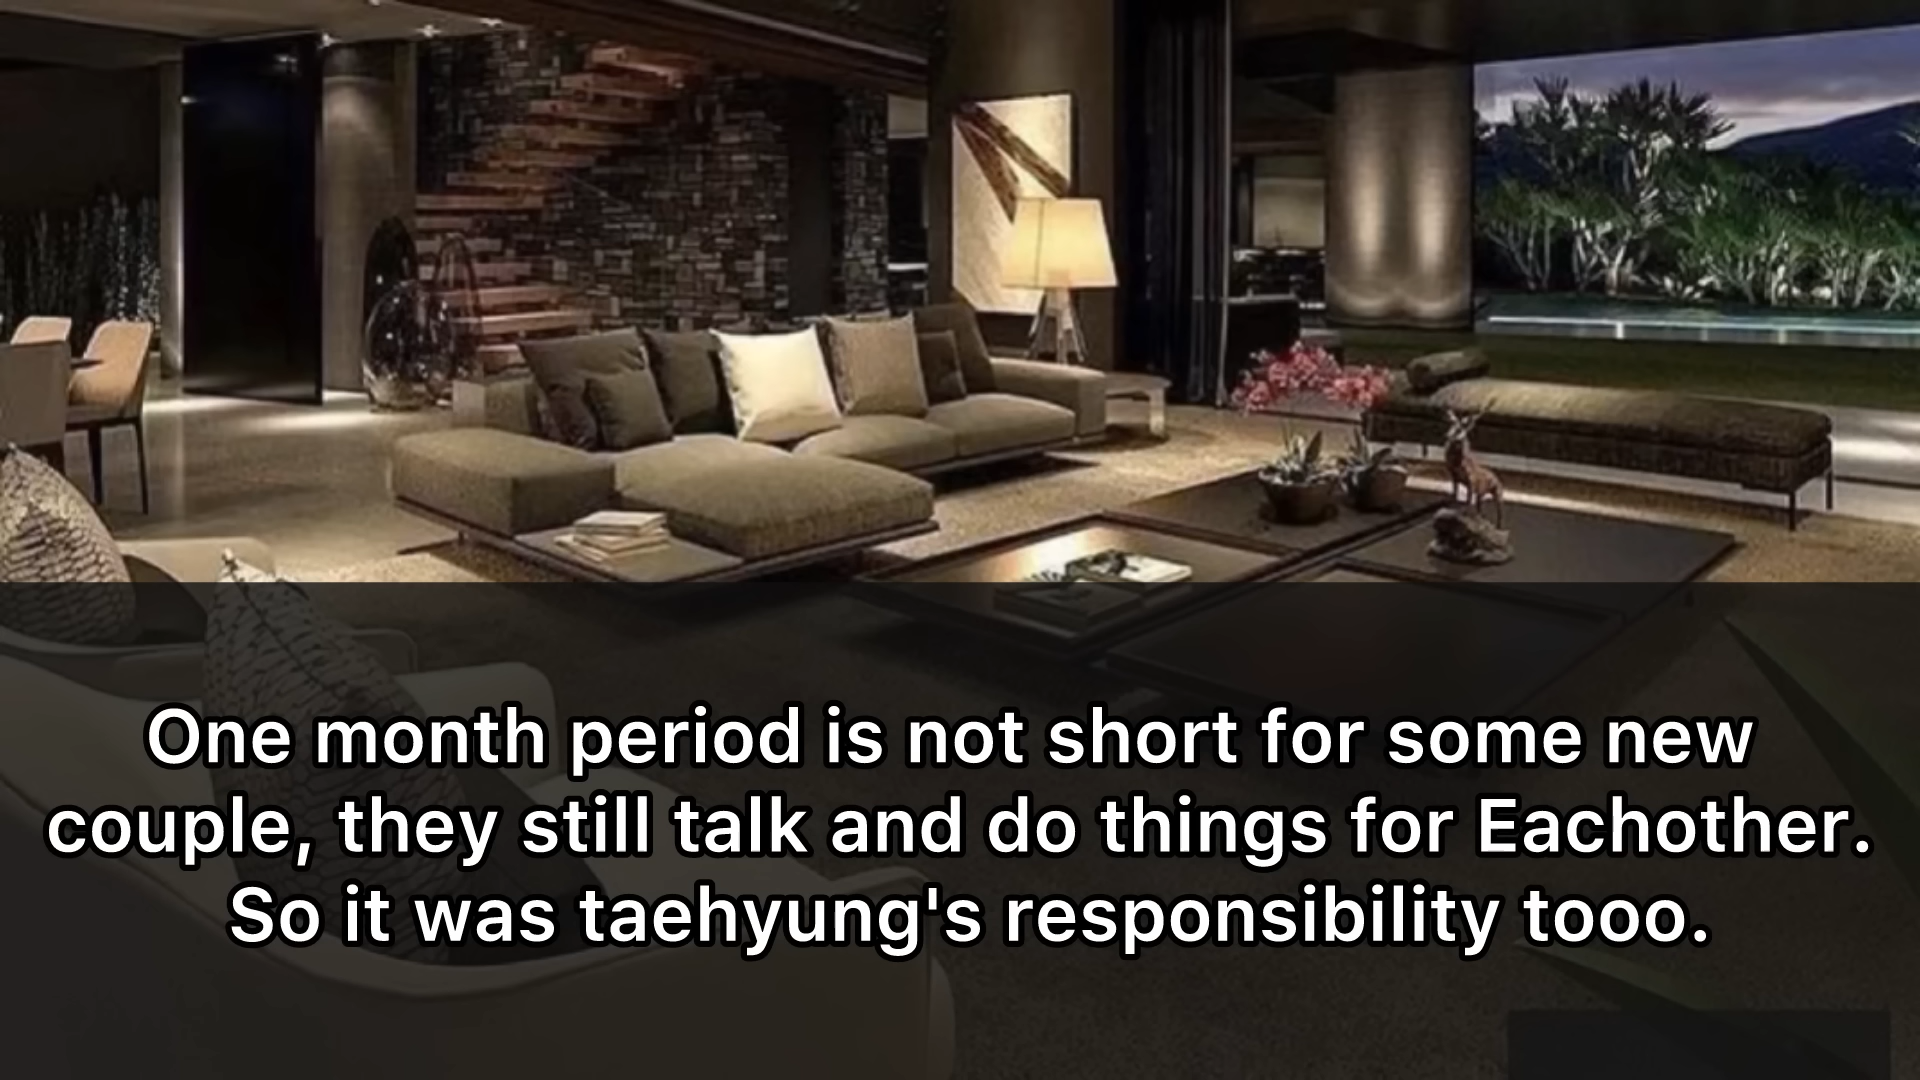 One month period is not short for some new
couple, they still talk and do things for Eachother.
So it was taehyung's responsibility tooo.